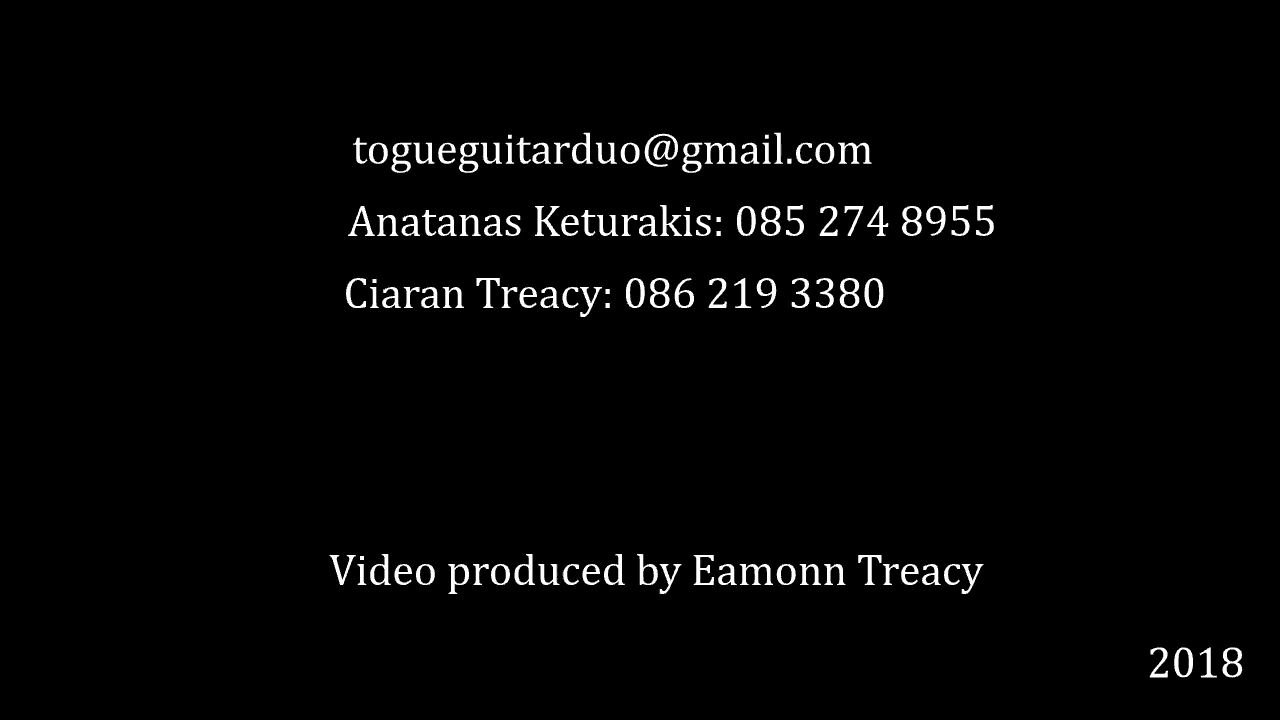 togueguitarduo@gmail.com
Anatanas Keturakis: 085 274 8955
Ciaran Treacy: 086 219 3380
Video produced by Eamonn Treacy
2018